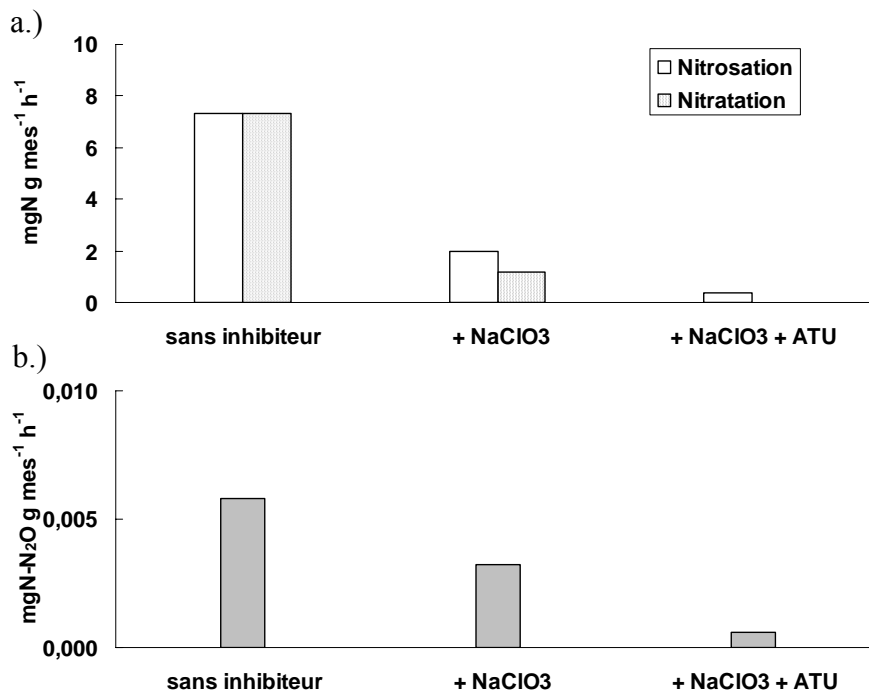 a.)
10
8
6
4
2
0
mgN g mes⁻¹ h⁻¹
Nitrosation
Nitratation
sans inhibiteur + NaClO3 + NaClO3 + ATU
b.)
0,010
0,005
0,000
mgN-N₂O g mes⁻¹ h⁻¹
sans inhibiteur + NaClO3 + NaClO3 + ATU